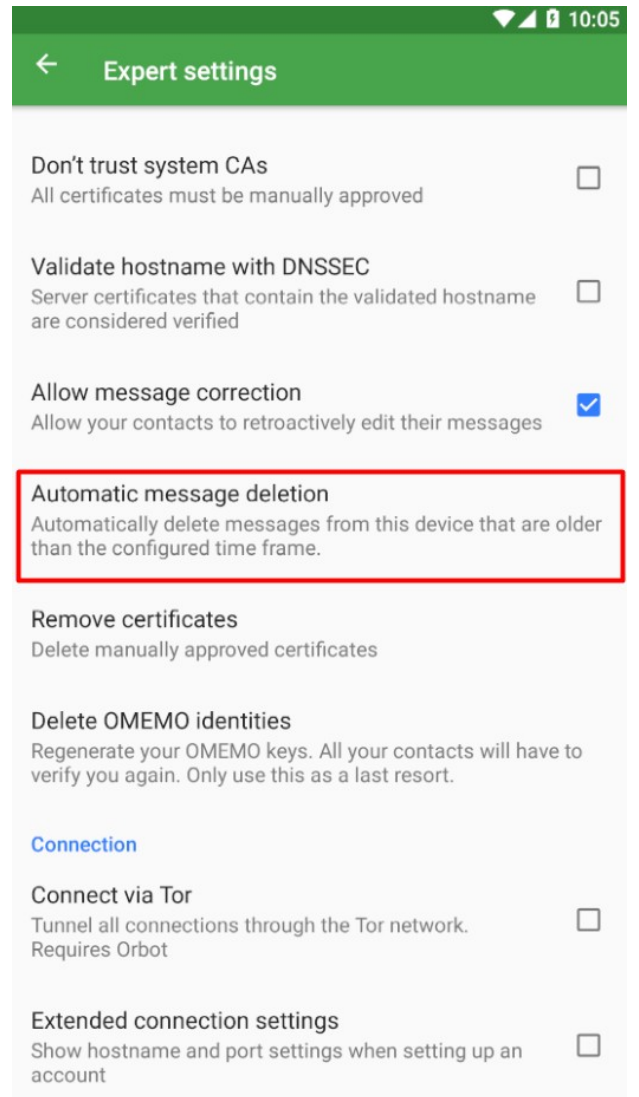 10:05
Expert settings
Don't trust system CAs
All certificates must be manually approved
Validate hostname with DNSSEC
Server certificates that contain the validated hostname
are considered verified
Allow message correction
Allow your contacts to retroactively edit their messages
Automatic message deletion
Automatically delete messages from this device that are older
than the configured time frame.
Remove certificates
Delete manually approved certificates
Delete OMEMO identities
Regenerate your OMEMO keys. All your contacts will have to
verify you again. Only use this as a last resort.
Connection
Connect via Tor
Tunnel all connections through the Tor network.
Requires Orbot
Extended connection settings
Show hostname and port settings when setting up an
account